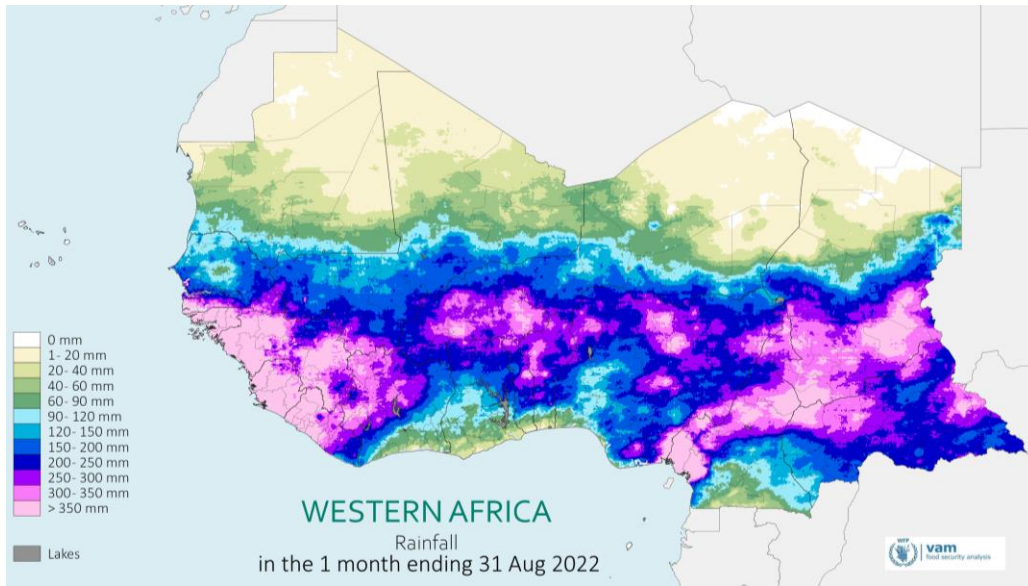 0 mm
1- 20 mm
20- 40 mm
40- 60 mm
60- 90 mm
90- 120 mm
120- 150 mm
150- 200 mm
200- 250 mm
250- 300 mm
300- 350 mm
> 350 mm
Lakes
WESTERN AFRICA
Rainfall
in the 1 month ending 31 Aug 2022
WFP
vam
food security analysis